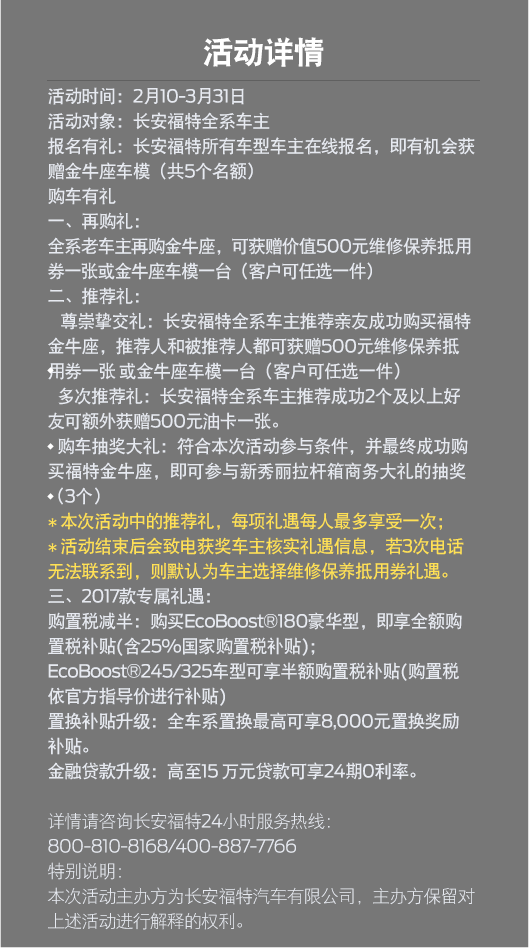 活动详情
活动时间：2月10-3月31日
活动对象：长安福特全系车主
报名有礼：长安福特所有车型车主在线报名，即有机会获
赠金牛座车模（共5个名额）
购车有礼
一、再购礼：
全系老车主再购金牛座，可获赠价值500元维修保养抵用
券一张或金牛座车模一台（客户可任选一件）
二、推荐礼：
尊崇挚交礼：长安福特全系车主推荐亲友成功购买福特
金牛座，推荐人和被推荐人都可获赠500元维修保养抵
用券一张 或金牛座车模一台（客户可任选一件）
多次推荐礼：长安福特全系车主推荐成功2个及以上好
友可额外获赠500元油卡一张。
◆ 购车抽奖大礼：符合本次活动参与条件，并最终成功购
买福特金牛座，即可参与新秀丽拉杆箱商务大礼的抽奖
◆（3个）
＊本次活动中的推荐礼，每项礼遇每人最多享受一次；
＊活动结束后会致电获奖车主核实礼遇信息，若3次电话
无法联系到，则默认为车主选择维修保养抵用券礼遇。
三、2017款专属礼遇：
购置税减半：购买EcoBoost®180豪华型，即享全额购
置税补贴(含25%国家购置税补贴)；
EcoBoost®245/325车型可享半额购置税补贴(购置税
依官方指导价进行补贴)
置换补贴升级：全车系置换最高可享8,000元置换奖励
补贴。
金融贷款升级：高至15 万元贷款可享24期0利率。
详情请咨询长安福特24小时服务热线：
800-810-8168/400-887-7766
特别说明：
本次活动主办方为长安福特汽车有限公司，主办方保留对
上述活动进行解释的权利。